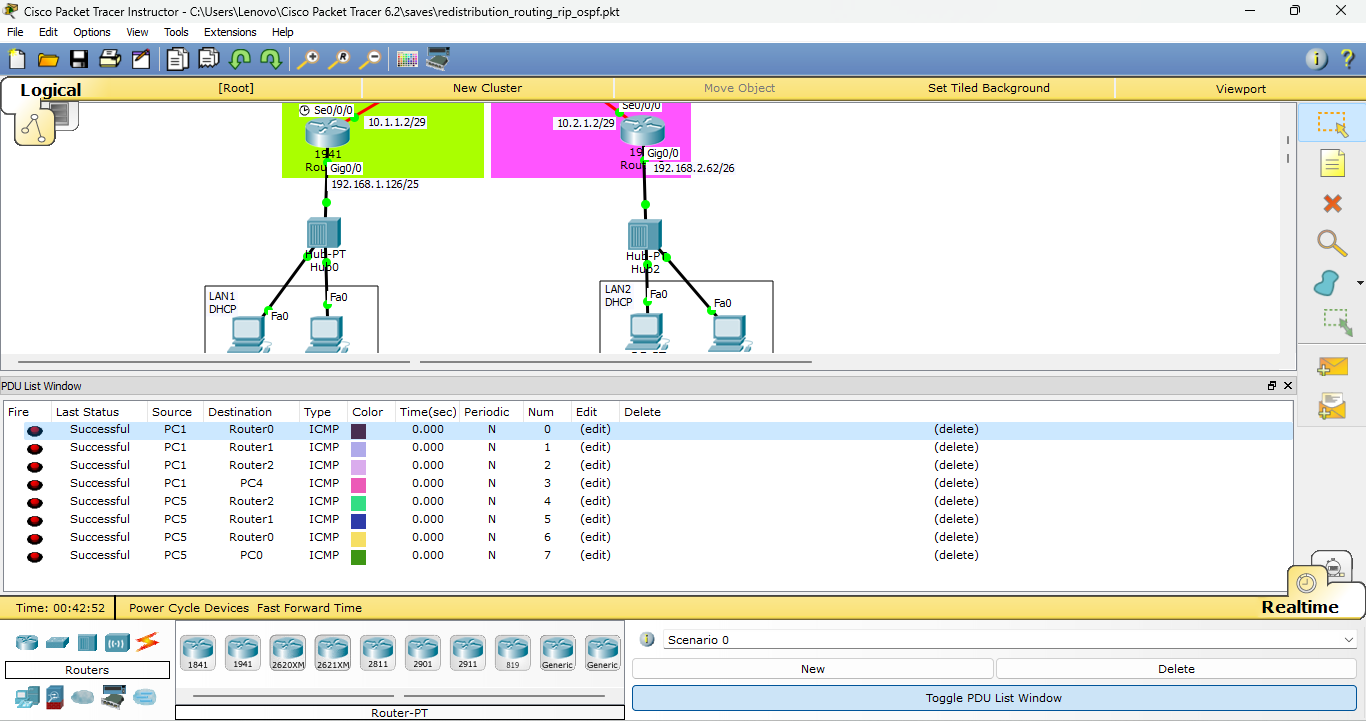 Cisco Packet Tracer Instructor - C:\Users\Lenovo\Cisco Packet Tracer 6.2\saves\redistribution_routing_rip_ospf.pkt
File Edit Options View Tools Extensions Help
Logical [Root] New Cluster Move Object Set Tiled Background Viewport
Se0/0/0
10.1.1.2/29
1941
Gig0/0
192.168.1.126/25
Hub-PT
Hub0
LAN1
DHCP
Fa0
Fa0
Se0/0/0
10.2.1.2/29
Gig0/0
192.168.2.62/26
Hub-PT
Hub2
LAN2
DHCP
Fa0
Fa0
PDU List Window
Fire Last Status Source Destination Type Color Time(sec) Periodic Num Edit Delete
Successful PC1 Router0 ICMP 0.000 N 0 (edit) (delete)
Successful PC1 Router1 ICMP 0.000 N 1 (edit) (delete)
Successful PC1 Router2 ICMP 0.000 N 2 (edit) (delete)
Successful PC1 PC4 ICMP 0.000 N 3 (edit) (delete)
Successful PC5 Router2 ICMP 0.000 N 4 (edit) (delete)
Successful PC5 Router1 ICMP 0.000 N 5 (edit) (delete)
Successful PC5 Router0 ICMP 0.000 N 6 (edit) (delete)
Successful PC5 PC0 ICMP 0.000 N 7 (edit) (delete)
Time: 00:42:52 Power Cycle Devices Fast Forward Time Realtime
Routers
1841 1941 2620XM 2621XM 2811 2901 2911 819 Generic Generic
Router-PT
Scenario 0
New Delete
Toggle PDU List Window